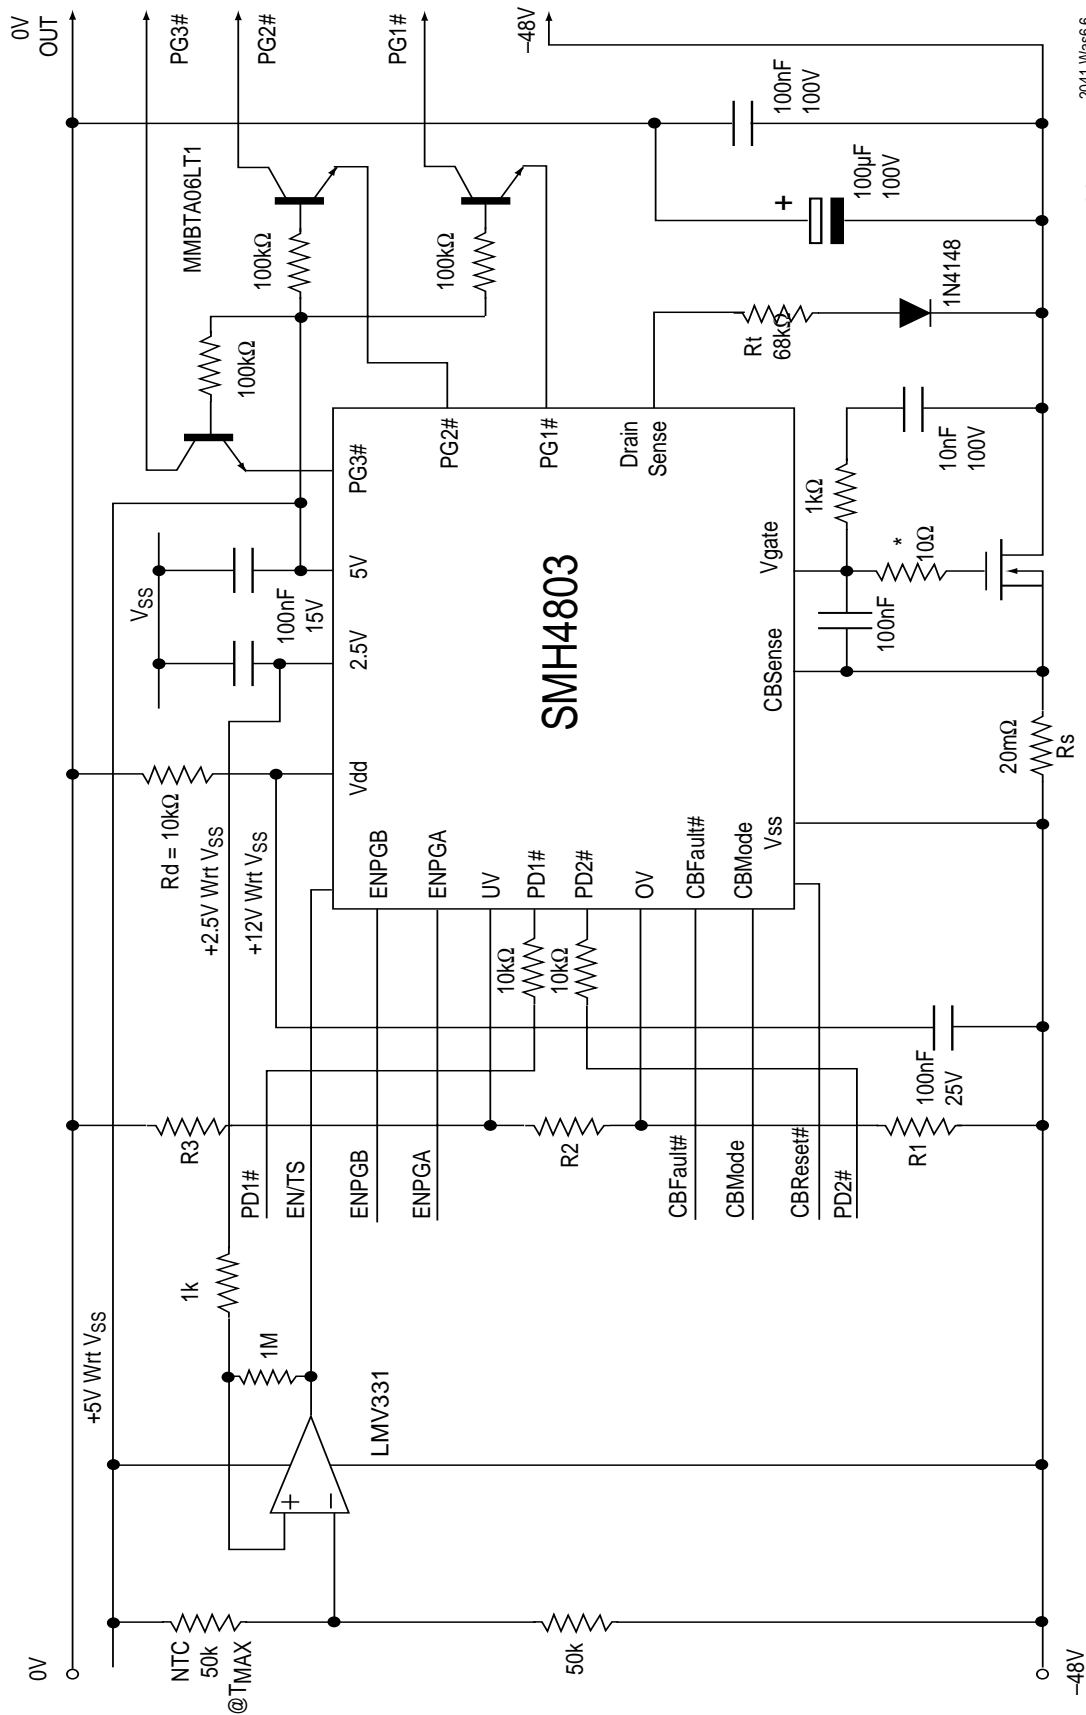 0V
0V
OUT
PG3#
PG2#
PG1#
–48V
+5V Wrt VSS
NTC
50k
@TMAX
50k
LMV331
+
–
1M
1k
R3
R2
R1
PD1#
EN/TS
ENPGB
ENPGA
CBFault#
CBMode
CBReset#
PD2#
Rd = 10kΩ
+2.5V Wrt VSS
+12V Wrt VSS
VSS
100nF
15V
MMBTA06LT1
100kΩ
100kΩ
100kΩ
10kΩ
10kΩ
100nF
25V
SMH4803
Vdd
2.5V
5V
PG3#
ENPGB
ENPGA
UV
PD1#
PD2#
OV
CBFault#
CBMode
Vss
CBSense
Vgate
PG2#
PG1#
Drain
Sense
Rt
68kΩ
1N4148
+
100µF
100V
100nF
100V
1kΩ
10nF
100V
*
10Ω
100nF
20mΩ
Rs
–48V